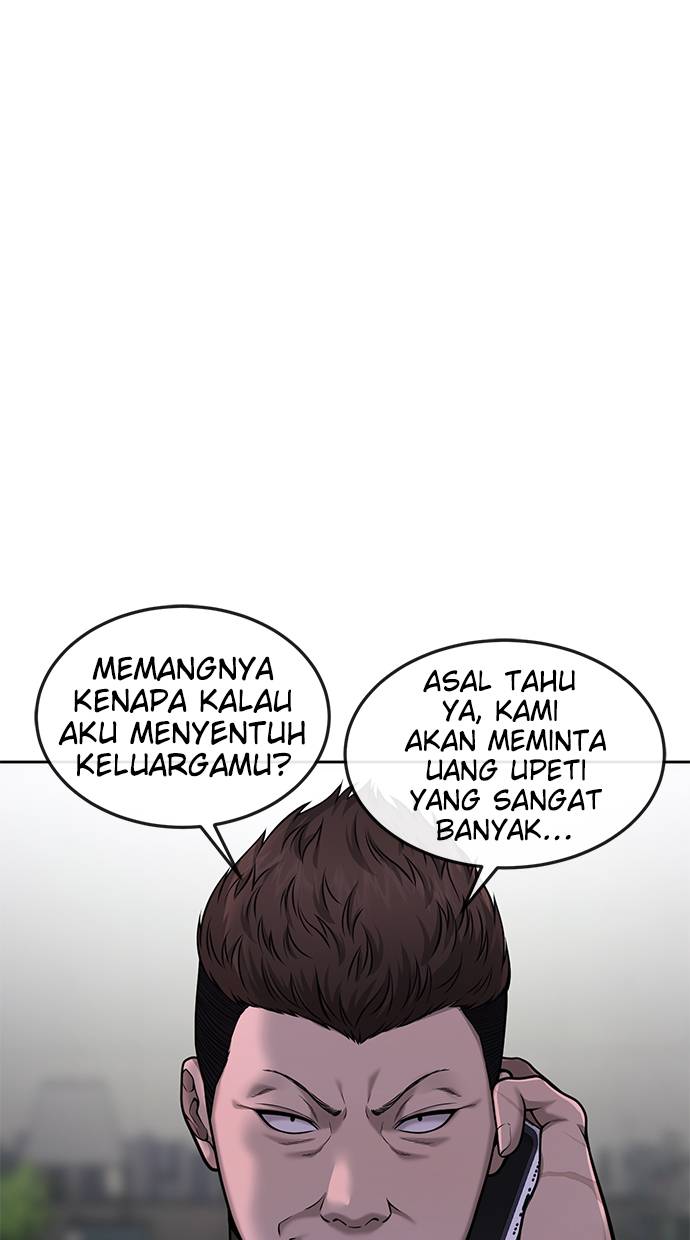 MEMANGNYA
KENAPA KALAU
AKU MENYENTUH
KELUARGAMU?
ASAL TAHU
YA, KAMI
AKAN MEMINTA
UANG UPETI
YANG SANGAT
BANYAK...